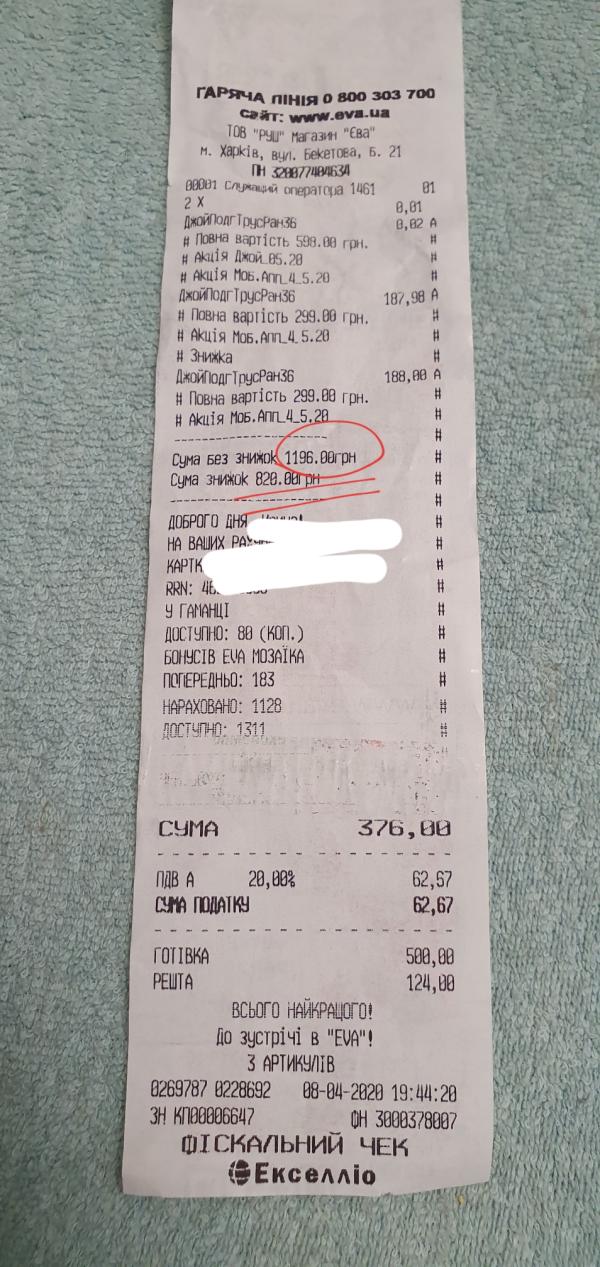 ГАРЯЧА ЛІНІЯ 0 800 303 700
сайт: www.eva.ua
ТОВ "РУШ" магазин "Єва"
м. Харків, вул. Бекетова, Б. 21
ПН 320077404634
00001 Служащий оператора 1461 01
2 X 0,01
ДжойПодгТрусРан36 0,02 А
# Повна вартість 598.00 грн. #
# Акція Джой_05.20 #
# Акція Моб.Апп_4_5.20 #
ДжойПодгТрусРан36 187,98 А
# Повна вартість 299.00 грн. #
# Акція Моб.Апп_4_5.20 #
# Знижка #
ДжойПодгТрусРан36 188,00 А
# Повна вартість 299.00 грн. #
# Акція Моб.Апп_4_5.20 #
------------------------ #
Сума без знижок 1196.00грн #
Сума знижок 820.00грн #
------------------------ #
ДОБРОГО ДНЯ #
НА ВАШИХ #
#
RRN: #
У ГАМАНЦІ #
ДОСТУПНО: 80 (КОП.) #
БОНУСІВ EVA МОЗАЇКА #
ПОПЕРЕДНЬО: 183 #
НАРАХОВАНО: 1128 #
ДОСТУПНО: 1311 #
СУМА 376,00
- - - - - - - - - - - - - - - - - - - -
ПДВ А 20,00% 62,67
СУМА ПОДАТКУ 62,67
- - - - - - - - - - - - - - - - - - - -
ГОТІВКА 500,00
РЕШТА 124,00
ВСЬОГО НАЙКРАЩОГО!
До зустрічі в "EVA"!
3 АРТИКУЛІВ
0269787 0228692 08-04-2020 19:44:20
ЗН КП00006647 ФН 3000378007
ФІСКАЛЬНИЙ ЧЕК
Екселліо